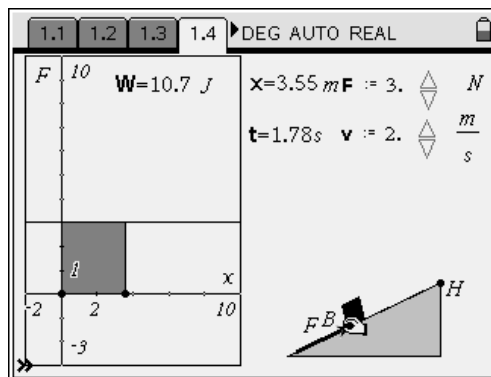 1.1 1.2 1.3 1.4 DEG AUTO REAL
F 10 W=10.7 J x=3.55 m F := 3. N
t=1.78s v := 2. m
s
1
x
-2 2 10
-3
H
F B